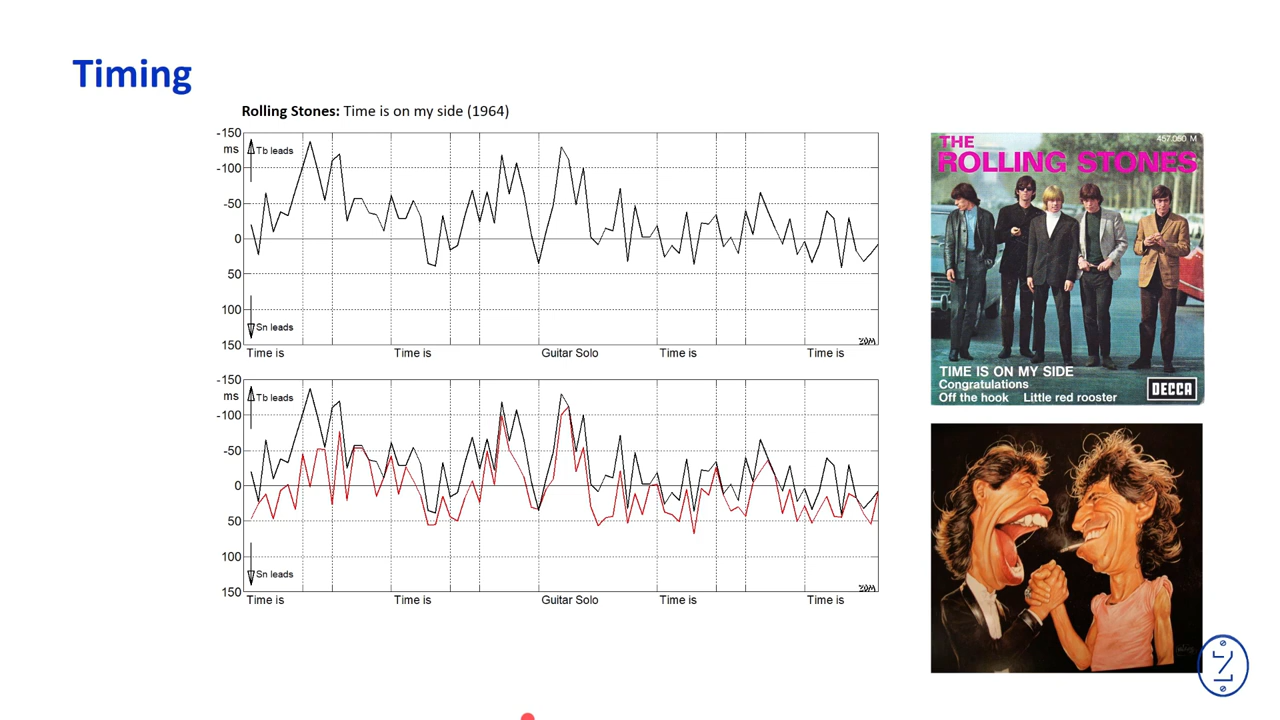 Timing
Rolling Stones: Time is on my side (1964)
-150
ms
-100
-50
0
50
100
150
Tb leads
Sn leads
Time is
Time is
Guitar Solo
Time is
Time is
-150
ms
-100
-50
0
50
100
150
Tb leads
Sn leads
Time is
Time is
Guitar Solo
Time is
Time is
457.050 M
THE
ROLLING STONES
TIME IS ON MY SIDE
Congratulations
Off the hook Little red rooster
DECCA
Z